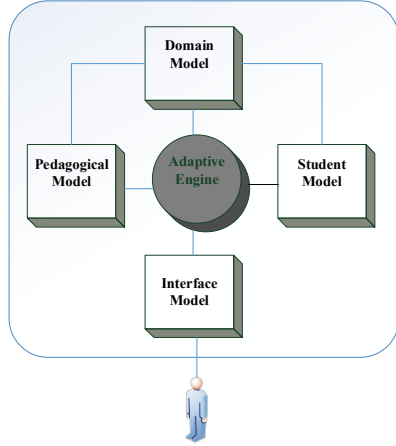 Domain
Model
Pedagogical
Model
Adaptive
Engine
Student
Model
Interface
Model